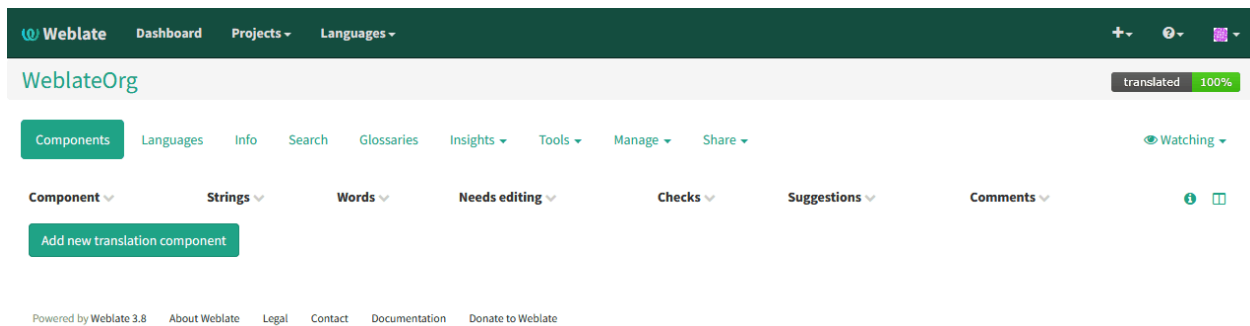 Weblate Dashboard Projects Languages
WeblateOrg translated 100%
Components Languages Info Search Glossaries Insights Tools Manage Share Watching
Component Strings Words Needs editing Checks Suggestions Comments
Add new translation component
Powered by Weblate 3.8 About Weblate Legal Contact Documentation Donate to Weblate